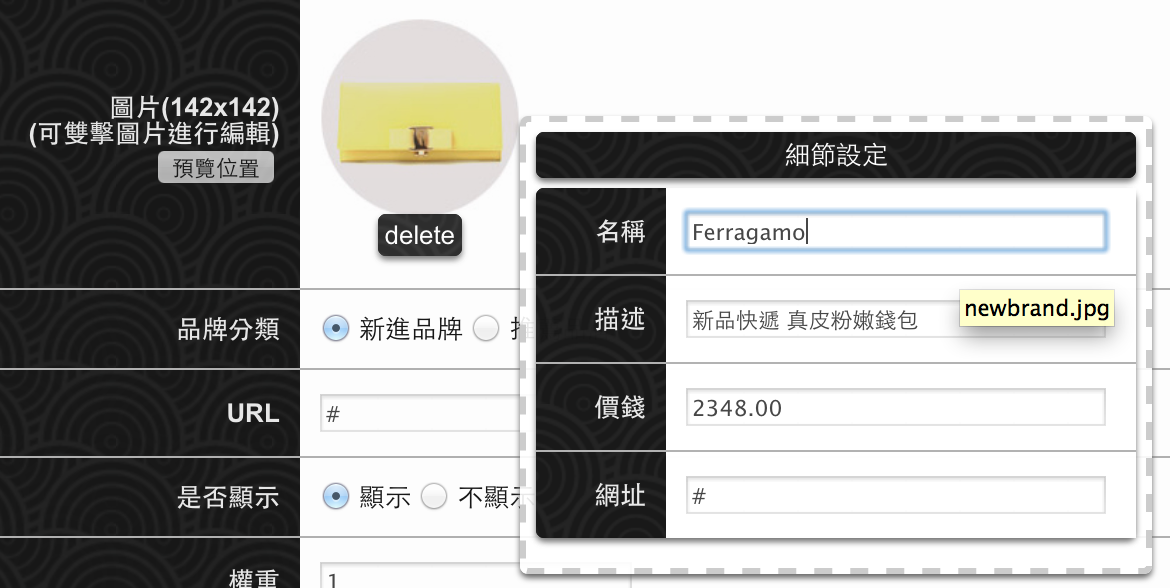 圖片(142x142)
(可雙擊圖片進行編輯)
預覽位置
delete
品牌分類
新進品牌
URL
#
是否顯示
顯示
不顯示
權重
1
細節設定
名稱
Ferragamo
描述
新品快遞 真皮粉嫩錢包
newbrand.jpg
價錢
2348.00
網址
#